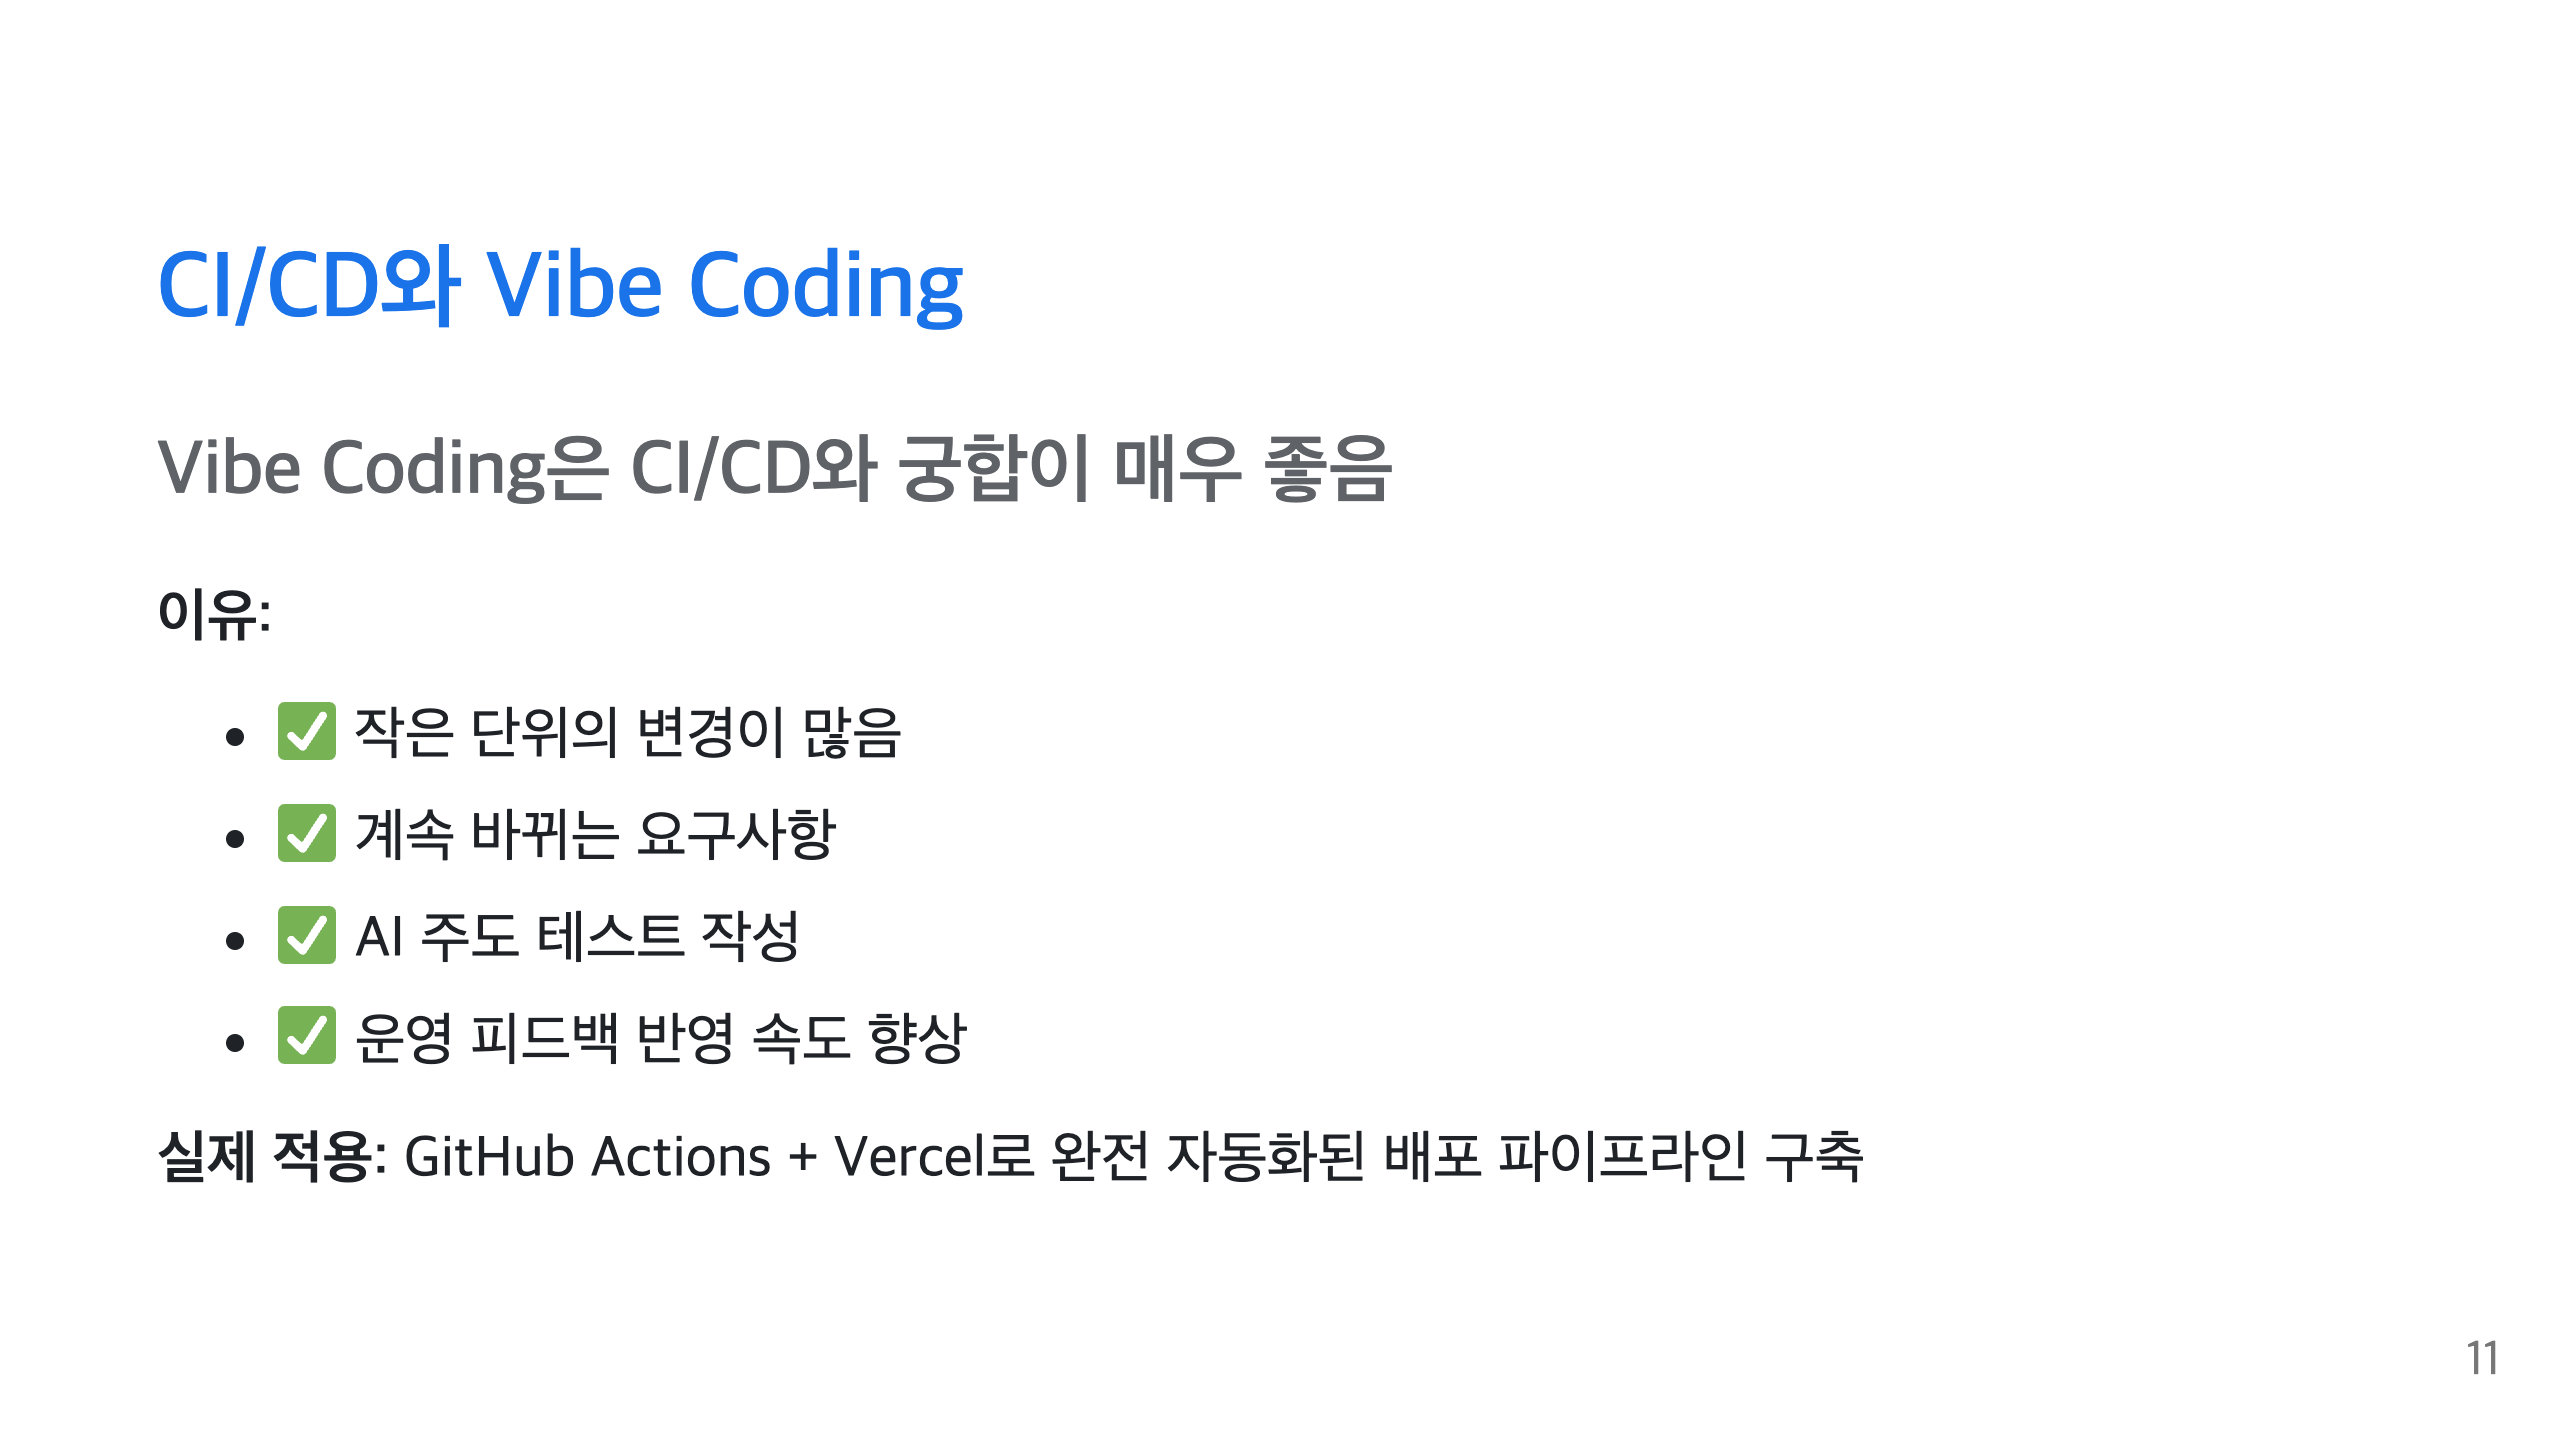 CI/CD와 Vibe Coding
Vibe Coding은 CI/CD와 궁합이 매우 좋음
이유:
• ✅ 작은 단위의 변경이 많음
• ✅ 계속 바뀌는 요구사항
• ✅ AI 주도 테스트 작성
• ✅ 운영 피드백 반영 속도 향상
실제 적용: GitHub Actions + Vercel로 완전 자동화된 배포 파이프라인 구축
11